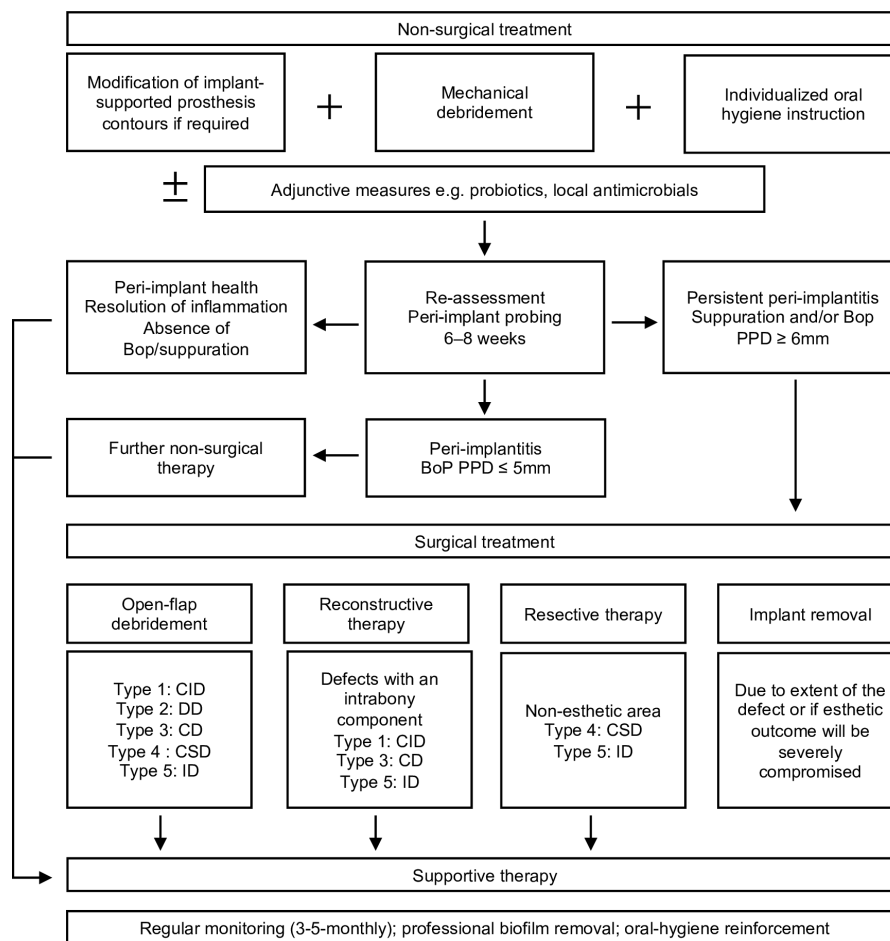 Non-surgical treatment
Modification of implant-
supported prosthesis
contours if required
+
Mechanical
debridement
+
Individualized oral
hygiene instruction
±
Adjunctive measures e.g. probiotics, local antimicrobials
Peri-implant health
Resolution of inflammation
Absence of
Bop/suppuration
Re-assessment
Peri-implant probing
6–8 weeks
Persistent peri-implantitis
Suppuration and/or Bop
PPD ≥ 6mm
Further non-surgical
therapy
Peri-implantitis
BoP PPD ≤ 5mm
Surgical treatment
Open-flap
debridement
Reconstructive
therapy
Resective therapy
Implant removal
Type 1: CID
Type 2: DD
Type 3: CD
Type 4 : CSD
Type 5: ID
Defects with an
intrabony
component
Type 1: CID
Type 3: CD
Type 5: ID
Non-esthetic area
Type 4: CSD
Type 5: ID
Due to extent of the
defect or if esthetic
outcome will be
severely
compromised
Supportive therapy
Regular monitoring (3-5-monthly); professional biofilm removal; oral-hygiene reinforcement